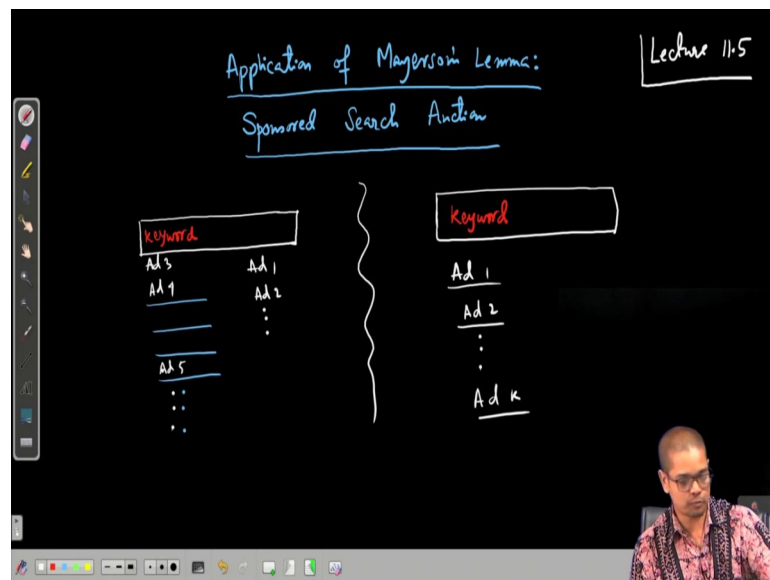 Lecture 11.5
Application of Mayerson's Lemma:
Sponsored Search Auction
Keyword
Ad 3 Ad 1
Ad 4 Ad 2
Ad 5
Keyword
Ad 1
Ad 2
Ad K